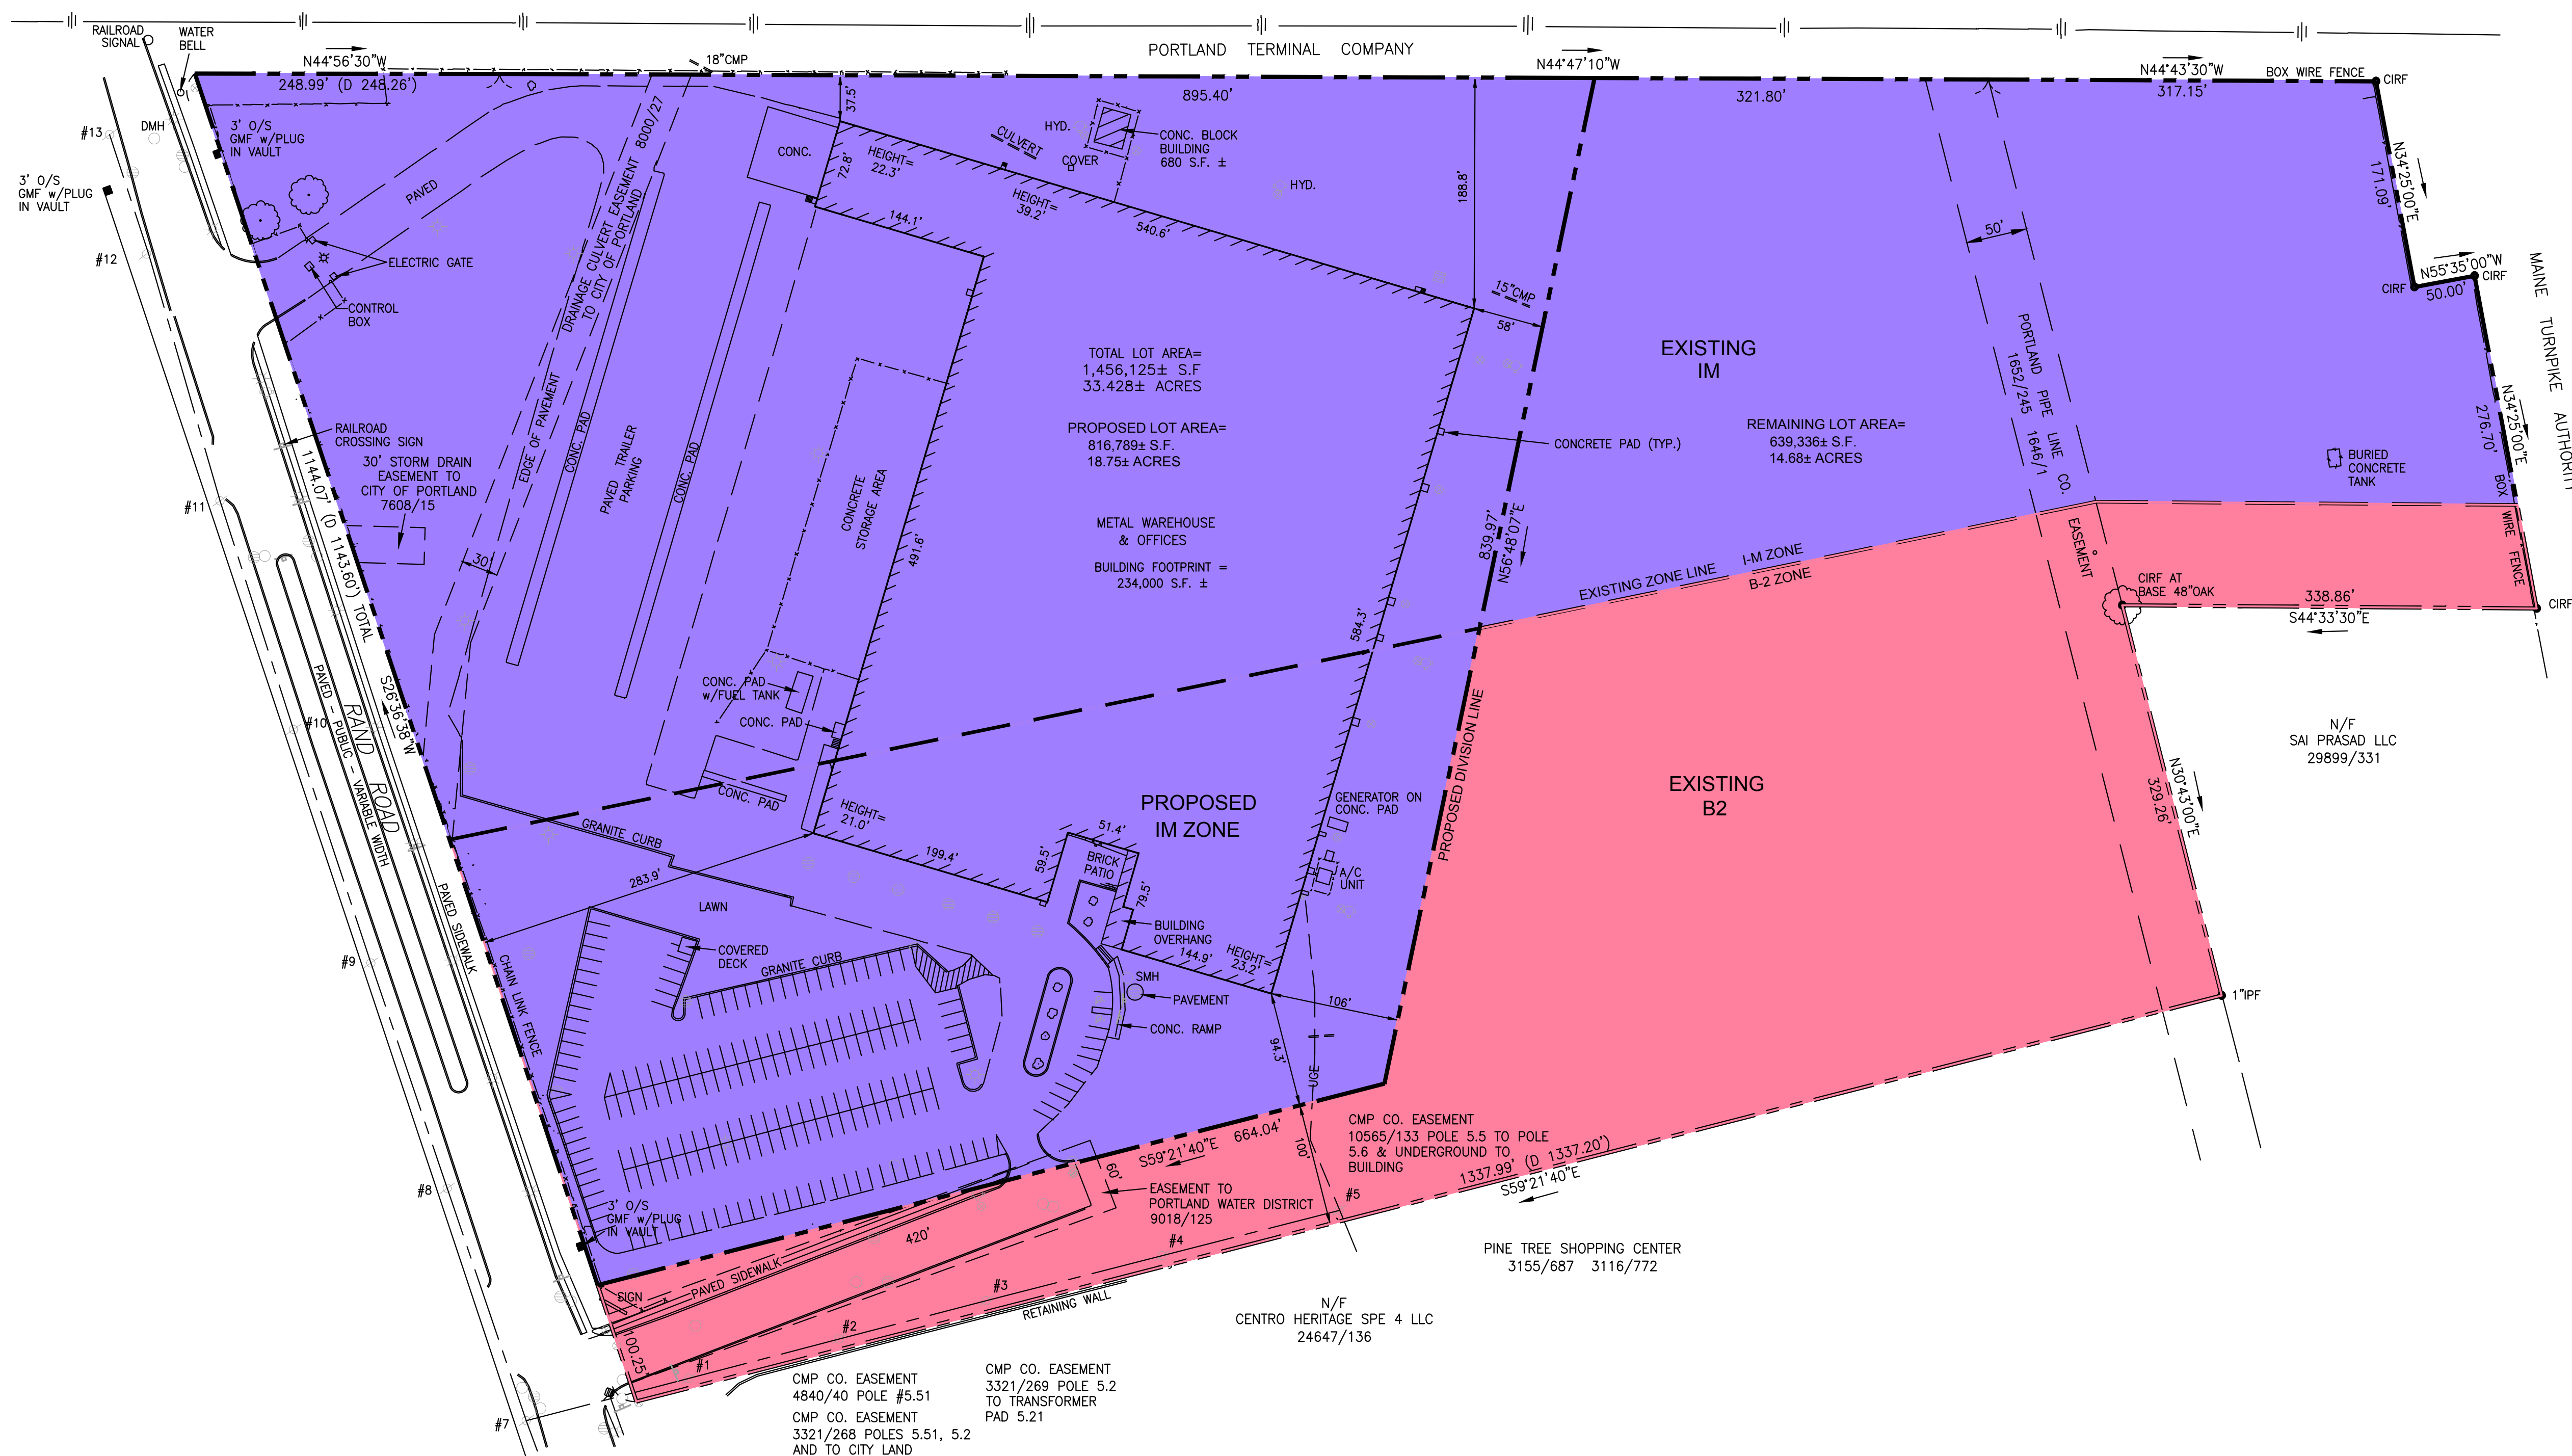 RAILROAD
SIGNAL
WATER
BELL
N44°56'30"W
248.99' (D 248.26')
18"CMP
PORTLAND TERMINAL COMPANY
895.40'
N44°47'10"W
321.80'
N44°43'30"W
317.15'
BOX WIRE FENCE
CIRF
#13
DMH
3' O/S
GMF w/PLUG
IN VAULT
3' O/S
GMF w/PLUG
IN VAULT
#12
PAVED
ELECTRIC GATE
CONTROL
BOX
DRAINAGE CULVERT EASEMENT 8000/27
TO CITY OF PORTLAND
CONC.
37.5'
72.8'
HEIGHT=
22.3'
144.1'
CULVERT
HYD.
COVER
CONC. BLOCK
BUILDING
680 S.F. ±
HEIGHT=
39.2'
540.6'
HYD.
188.8'
15"CMP
58'
50'
N34°25'00"E
171.09'
N55°35'00"W
CIRF
CIRF
50.00'
MAINE TURNPIKE AUTHORITY
TOTAL LOT AREA=
1,456,125± S.F
33.428± ACRES
PROPOSED LOT AREA=
816,789± S.F.
18.75± ACRES
METAL WAREHOUSE
& OFFICES
BUILDING FOOTPRINT =
234,000 S.F. ±
EXISTING
IM
REMAINING LOT AREA=
639,336± S.F.
14.68± ACRES
PORTLAND PIPE LINE CO.
1652/245 1646/1
EASEMENT
BURIED
CONCRETE
TANK
N34°25'00"E
276.70'
BOX WIRE FENCE
CONCRETE PAD (TYP.)
RAILROAD
CROSSING SIGN
30' STORM DRAIN
EASEMENT TO
CITY OF PORTLAND
7608/15
#11
1144.07' (D 1143.60') TOTAL
S26°36'38"W
30'
EDGE OF PAVEMENT
CONC. PAD
PAVED TRAILER
PARKING
CONC. PAD
CONCRETE
STORAGE AREA
491.6'
584.3'
839.97'
N56°48'07"E
EXISTING ZONE LINE
I-M ZONE
B-2 ZONE
CIRF AT
BASE 48"OAK
338.86'
S44°33'30"E
CIRF
PAVED - PUBLIC - VARIABLE WIDTH
RAND ROAD
#10
CONC. PAD
w/FUEL TANK
CONC. PAD
CONC. PAD
HEIGHT=
21.0'
GRANITE CURB
199.4'
283.9'
59.5'
51.4'
BRICK
PATIO
79.5'
PROPOSED
IM ZONE
GENERATOR ON
CONC. PAD
A/C
UNIT
PROPOSED DIVISION LINE
EXISTING
B2
N/F
SAI PRASAD LLC
29899/331
N30°43'00"E
329.26'
PAVED SIDEWALK
LAWN
COVERED
DECK
GRANITE CURB
BUILDING
OVERHANG
144.9'
HEIGHT=
23.2'
SMH
PAVEMENT
CONC. RAMP
106'
94.3'
UGE
1"IPF
#9
CHAIN LINK FENCE
#8
3' O/S
GMF w/PLUG
IN VAULT
S59°21'40"E 664.04'
60'
100'
CMP CO. EASEMENT
10565/133 POLE 5.5 TO POLE
5.6 & UNDERGROUND TO
BUILDING
1337.99' (D 1337.20')
S59°21'40"E
EASEMENT TO
PORTLAND WATER DISTRICT
9018/125
#5
420'
#4
PAVED SIDEWALK
SIGN
#3
RETAINING WALL
PINE TREE SHOPPING CENTER
3155/687 3116/772
N/F
CENTRO HERITAGE SPE 4 LLC
24647/136
#2
100.25'
#1
#7
CMP CO. EASEMENT
4840/40 POLE #5.51
CMP CO. EASEMENT
3321/268 POLES 5.51, 5.2
AND TO CITY LAND
CMP CO. EASEMENT
3321/269 POLE 5.2
TO TRANSFORMER
PAD 5.21